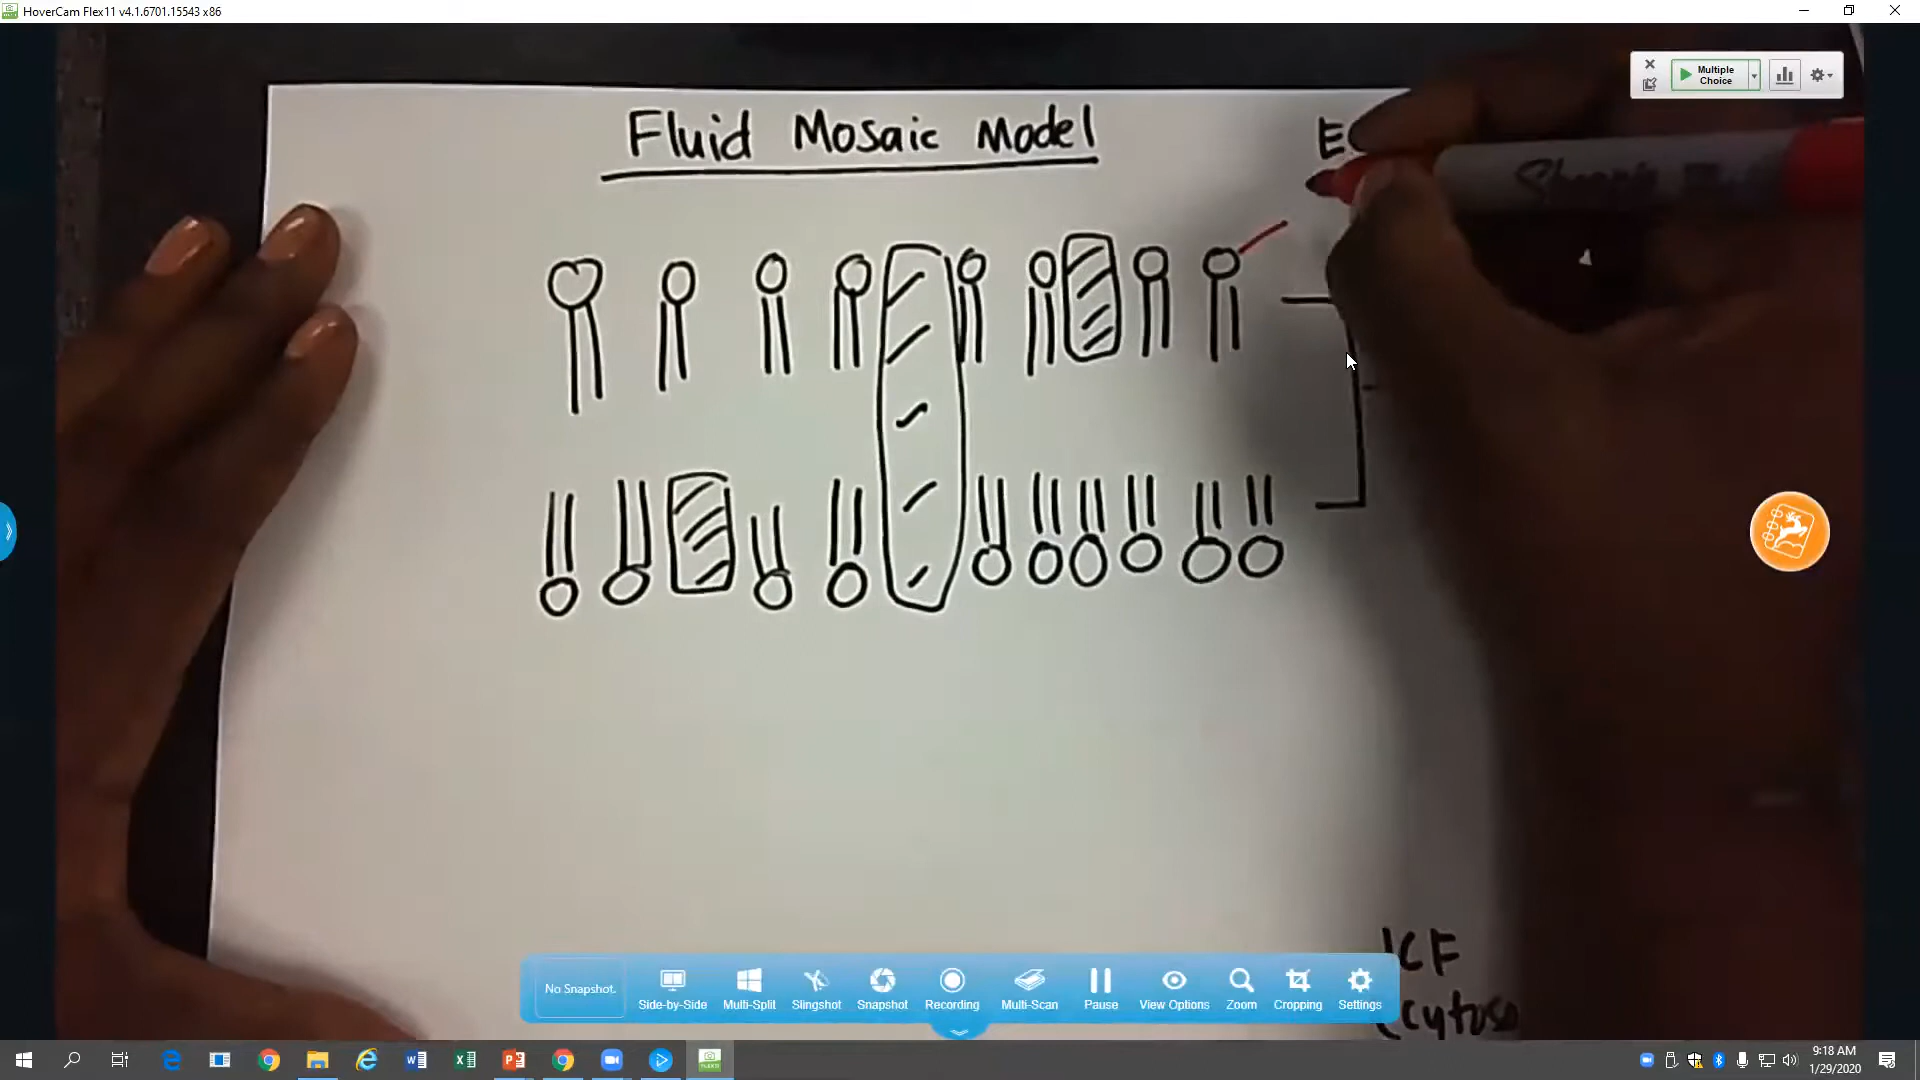 HoverCam Flex11 v4.1.6701.15543 x86
Multiple
Choice
Fluid Mosaic Model
Sharpie
ICF
No Snapshot.
Side-by-Side
Multi-Split
Slingshot
Snapshot
Recording
Multi-Scan
Pause
View Options
Zoom
Cropping
Settings
9:18 AM
1/29/2020